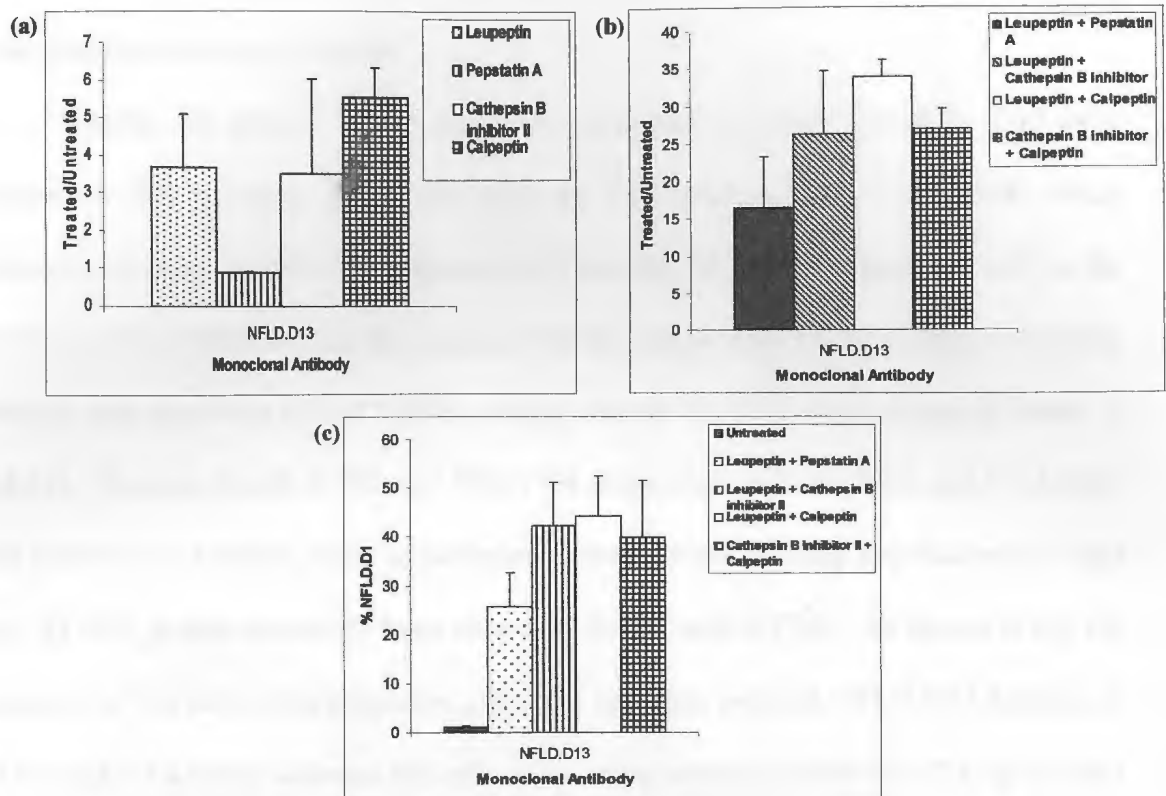 (a)
Treated/Untreated
7
6
5
4
3
2
1
0
NFLD.D13
Monoclonal Antibody
Leupeptin
Pepstatin A
Cathepsin B
inhibitor II
Calpeptin
(b)
Treated/Untreated
40
35
30
25
20
15
10
5
0
NFLD.D13
Monoclonal Antibody
Leupeptin + Pepstatin
A
Leupeptin +
Cathepsin B Inhibitor
Leupeptin + Calpeptin
Cathepsin B Inhibitor
+ Calpeptin
(c)
% NFLD.D1
60
50
40
30
20
10
0
NFLD.D13
Monoclonal Antibody
Untreated
Leupeptin + Pepstatin A
Leupeptin + Cathepsin B
inhibitor II
Leupeptin + Calpeptin
Cathepsin B Inhibitor II +
Calpeptin